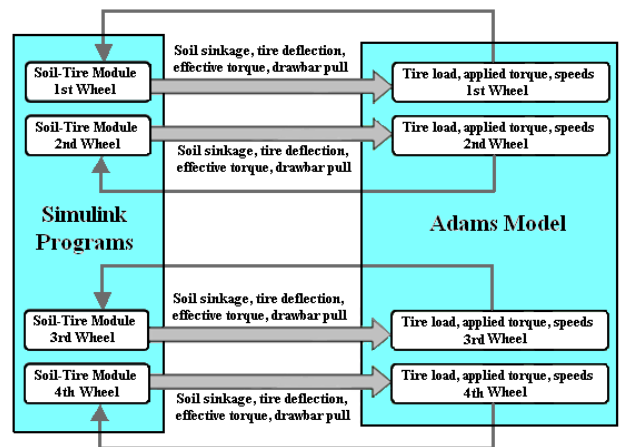 Soil sinkage, tire deflection,
effective torque, drawbar pull
Soil-Tire Module
1st Wheel
Tire load, applied torque, speeds
1st Wheel
Soil-Tire Module
2nd Wheel
Tire load, applied torque, speeds
2nd Wheel
Soil sinkage, tire deflection,
effective torque, drawbar pull
Simulink
Programs
Adams Model
Soil sinkage, tire deflection,
effective torque, drawbar pull
Soil-Tire Module
3rd Wheel
Tire load, applied torque, speeds
3rd Wheel
Soil-Tire Module
4th Wheel
Tire load, applied torque, speeds
4th Wheel
Soil sinkage, tire deflection,
effective torque, drawbar pull